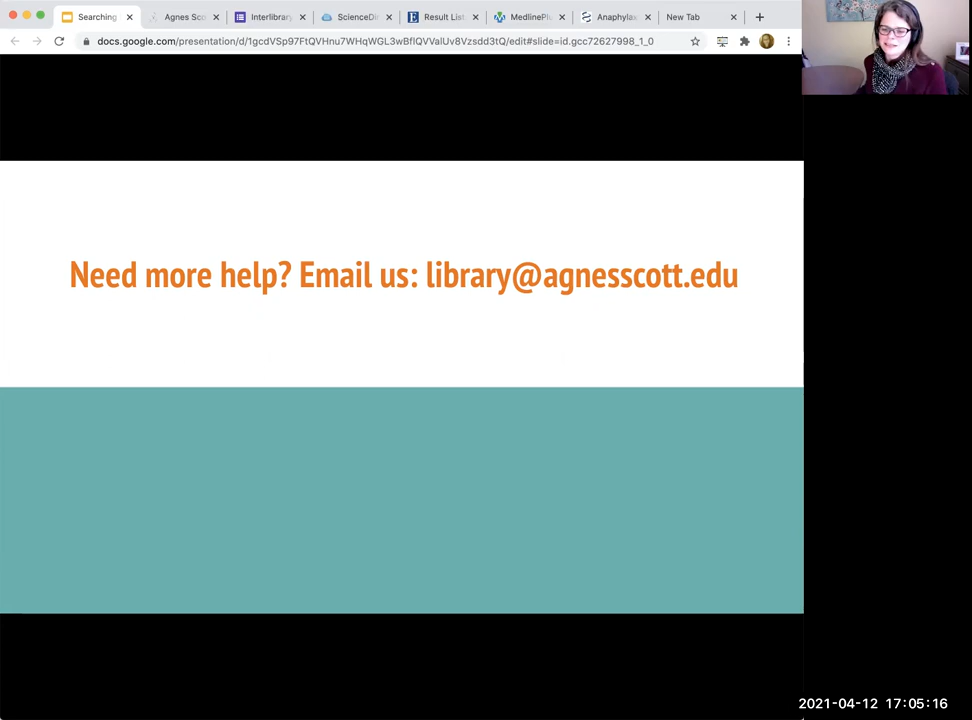 Searching
Agnes Sco
Interlibrary
ScienceDi
Result List
MedlinePlu
Anaphylax
New Tab
docs.google.com/presentation/d/1gcdVSp97FtQVHnu7WHqWGL3wBflQVValUv8Vzsdd3tQ/edit#slide=id.gcc72627998_1_0
Need more help? Email us: library@agnesscott.edu
2021-04-12 17:05:16